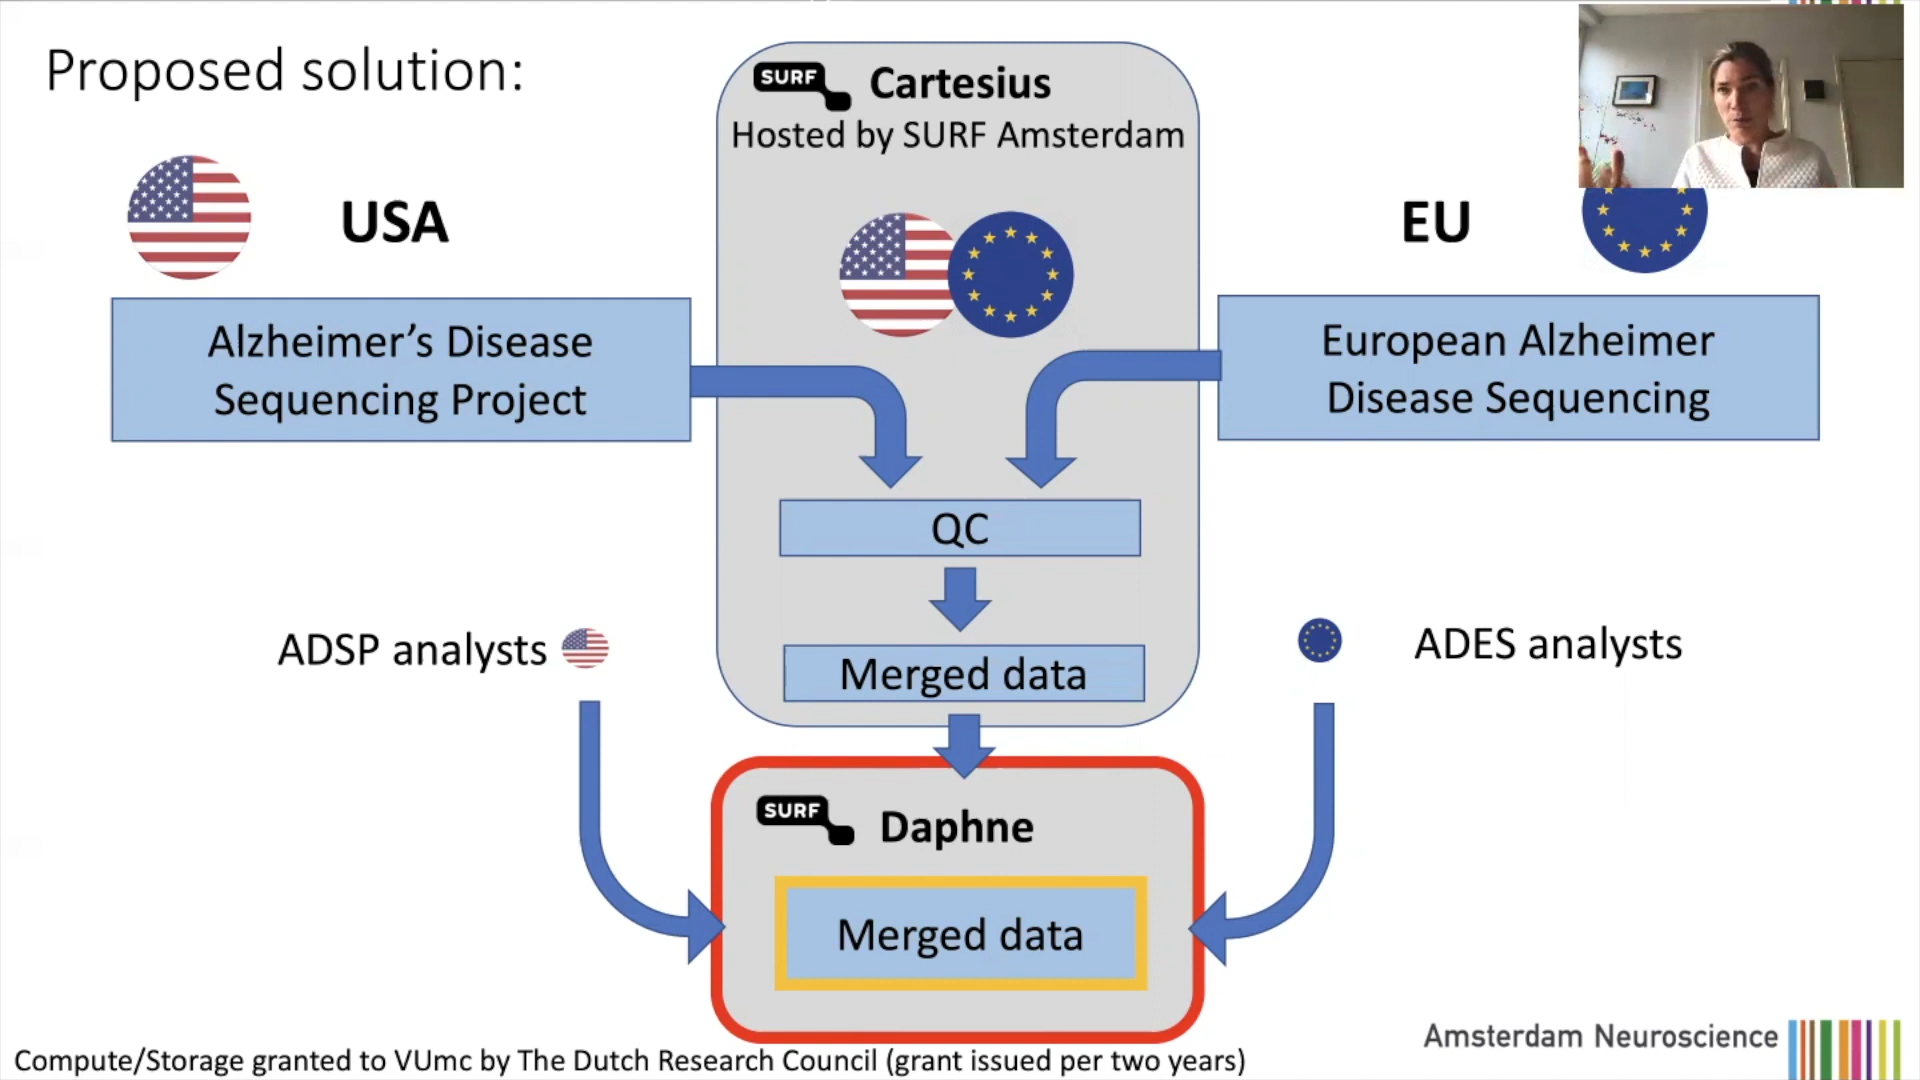 Proposed solution:
SURF
Cartesius
Hosted by SURF Amsterdam
USA
EU
Alzheimer’s Disease
Sequencing Project
European Alzheimer
Disease Sequencing
QC
ADSP analysts
Merged data
ADES analysts
SURF
Daphne
Merged data
Amsterdam Neuroscience
Compute/Storage granted to VUmc by The Dutch Research Council (grant issued per two years)